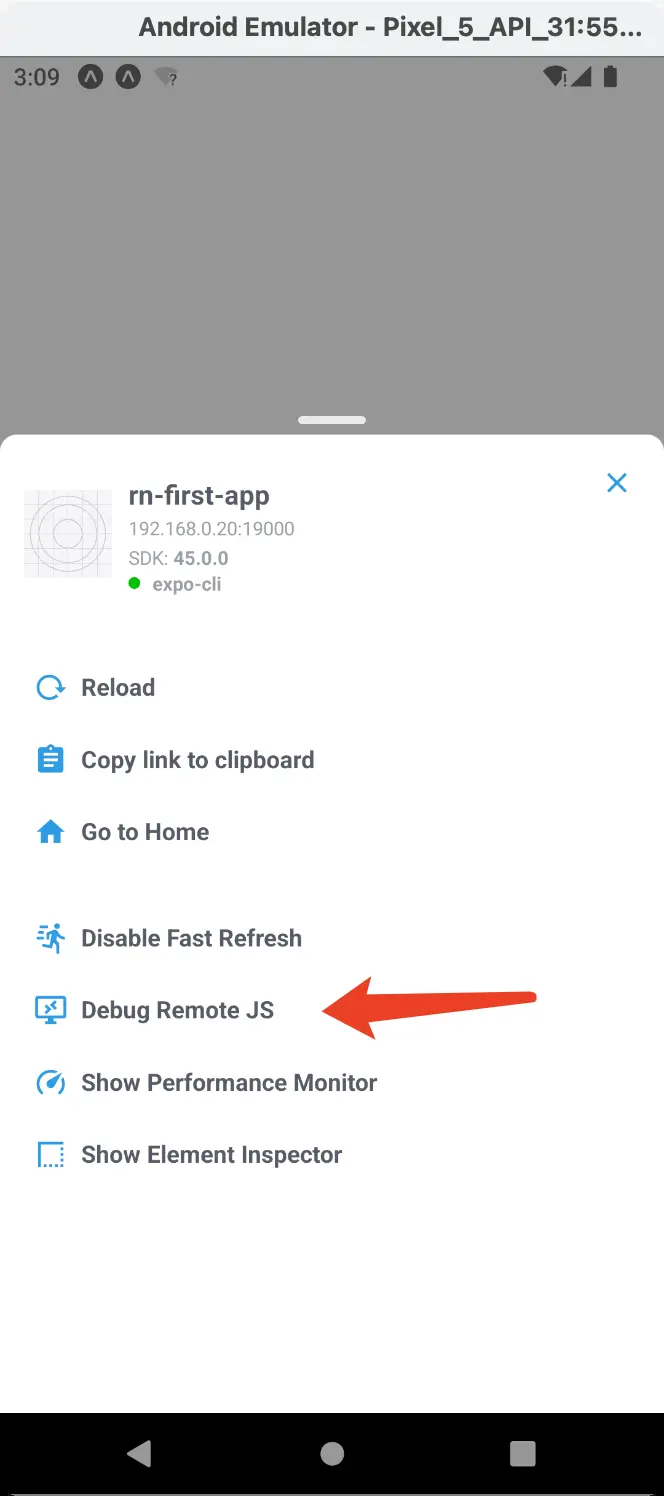 Android Emulator - Pixel_5_API_31:55...
3:09
rn-first-app
192.168.0.20:19000
SDK: 45.0.0
expo-cli
Reload
Copy link to clipboard
Go to Home
Disable Fast Refresh
Debug Remote JS
Show Performance Monitor
Show Element Inspector